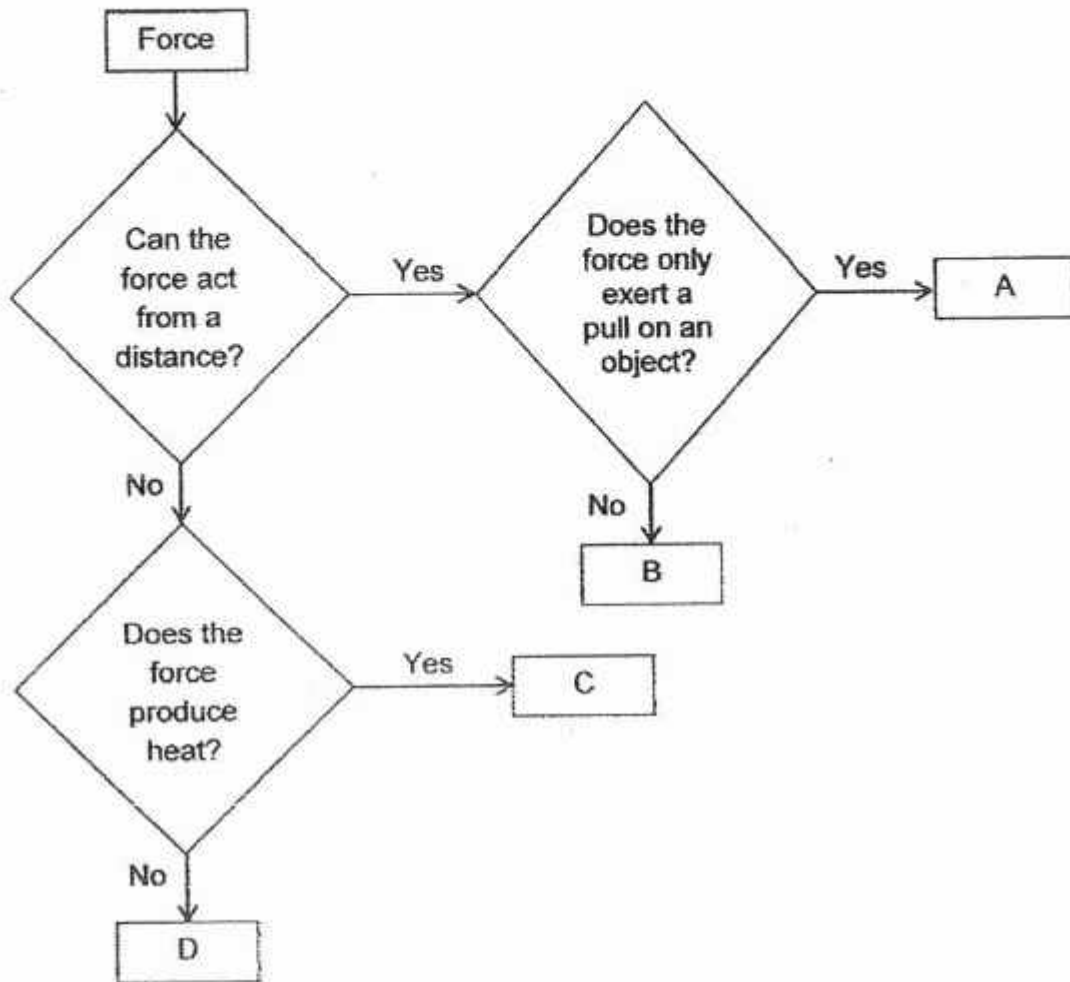 Force
Can the
force act
from a
distance?
Yes
Does the
force only
exert a
pull on an
object?
Yes
A
No
B
No
Does the
force
produce
heat?
Yes
C
No
D